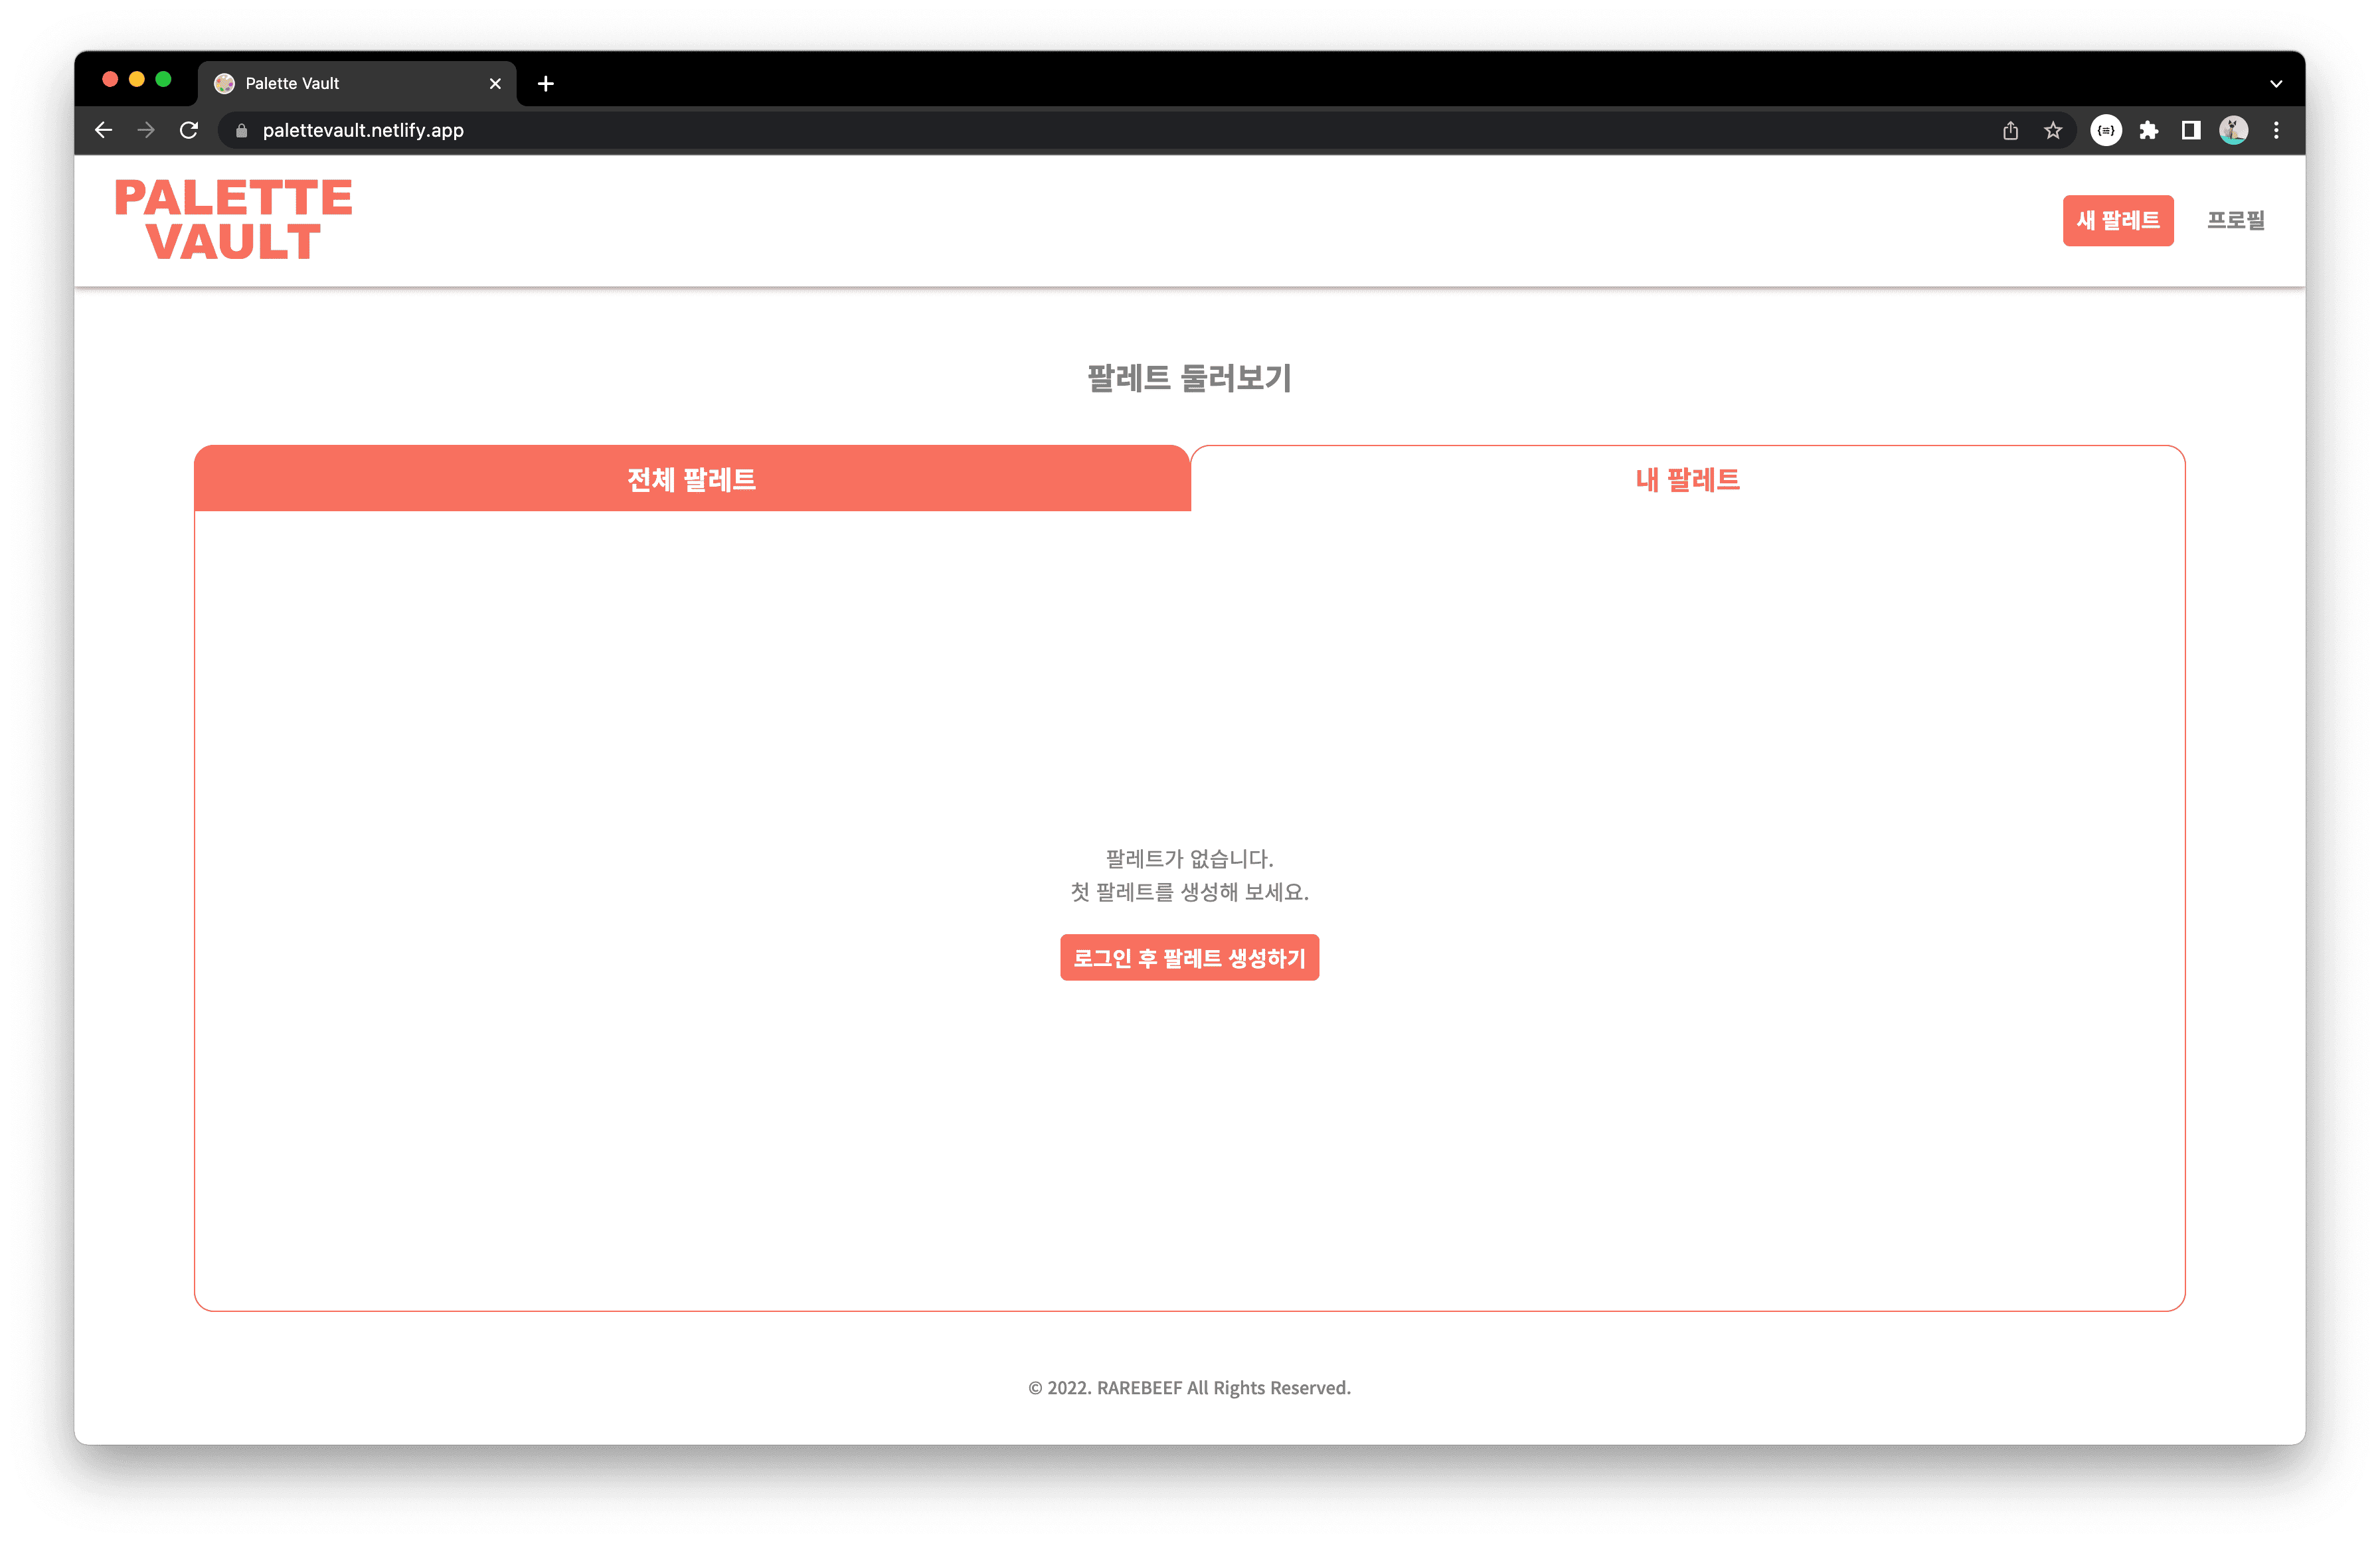 Palette Vault
palettevault.netlify.app
PALETTE
VAULT
새 팔레트
프로필
팔레트 둘러보기
전체 팔레트
내 팔레트
팔레트가 없습니다.
첫 팔레트를 생성해 보세요.
로그인 후 팔레트 생성하기
© 2022. RAREBEEF All Rights Reserved.